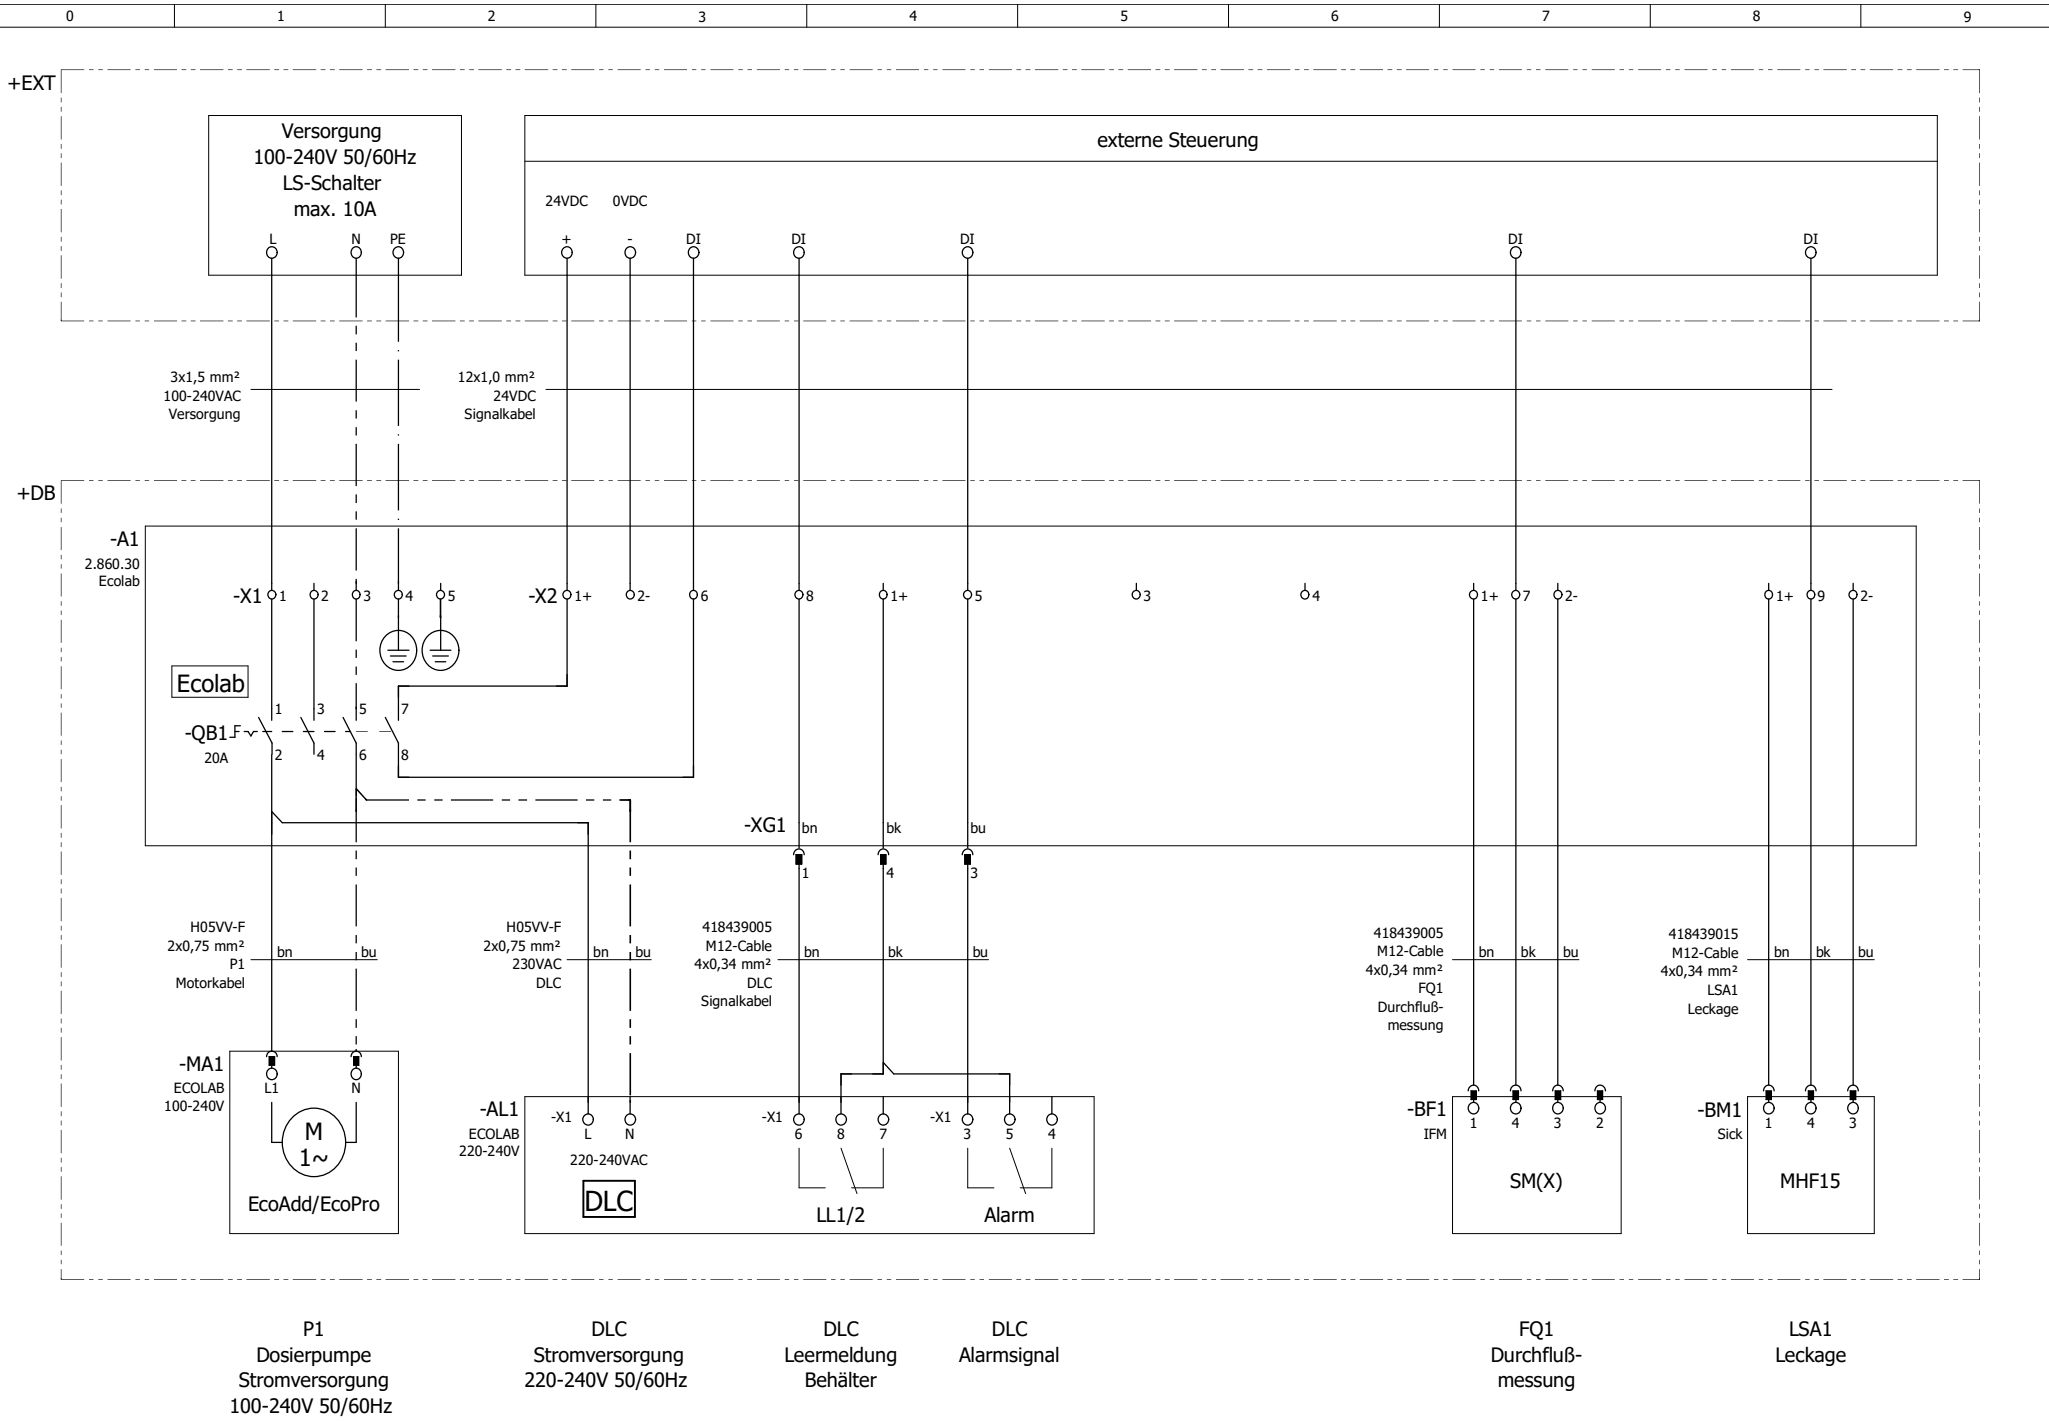 0 1 2 3 4 5 6 7 8 9
+EXT
Versorgung
100-240V 50/60Hz
LS-Schalter
max. 10A
L N PE
externe Steuerung
24VDC 0VDC
+ - DI DI DI DI DI
3x1,5 mm²
100-240VAC
Versorgung
12x1,0 mm²
24VDC
Signalkabel
+DB
-A1
2.860.30
Ecolab
-X1 1 2 3 4 5
-X2 1+ 2- 6 8 1+ 5 3 4 1+ 7 2- 1+ 9 2-
Ecolab
1 3 5 7
-QB1
20A
2 4 6 8
-XG1 bn bk bu
1 4 3
H05VV-F
2x0,75 mm²
P1
Motorkabel
bn bu
H05VV-F
2x0,75 mm²
230VAC
DLC
bn bu
418439005
M12-Cable
4x0,34 mm²
DLC
Signalkabel
bn bk bu
418439005
M12-Cable
4x0,34 mm²
FQ1
Durchfluß-
messung
bn bk bu
418439015
M12-Cable
4x0,34 mm²
LSA1
Leckage
bn bk bu
-MA1
ECOLAB
100-240V
L1 N
M
1~
EcoAdd/EcoPro
-AL1
ECOLAB
220-240V
-X1 L N
220-240VAC
DLC
-X1 6 8 7
LL1/2
-X1 3 5 4
Alarm
-BF1
IFM
1 4 3 2
SM(X)
-BM1
Sick
1 4 3
MHF15
P1
Dosierpumpe
Stromversorgung
100-240V 50/60Hz
DLC
Stromversorgung
220-240V 50/60Hz
DLC
Leermeldung
Behälter
DLC
Alarmsignal
FQ1
Durchfluß-
messung
LSA1
Leckage